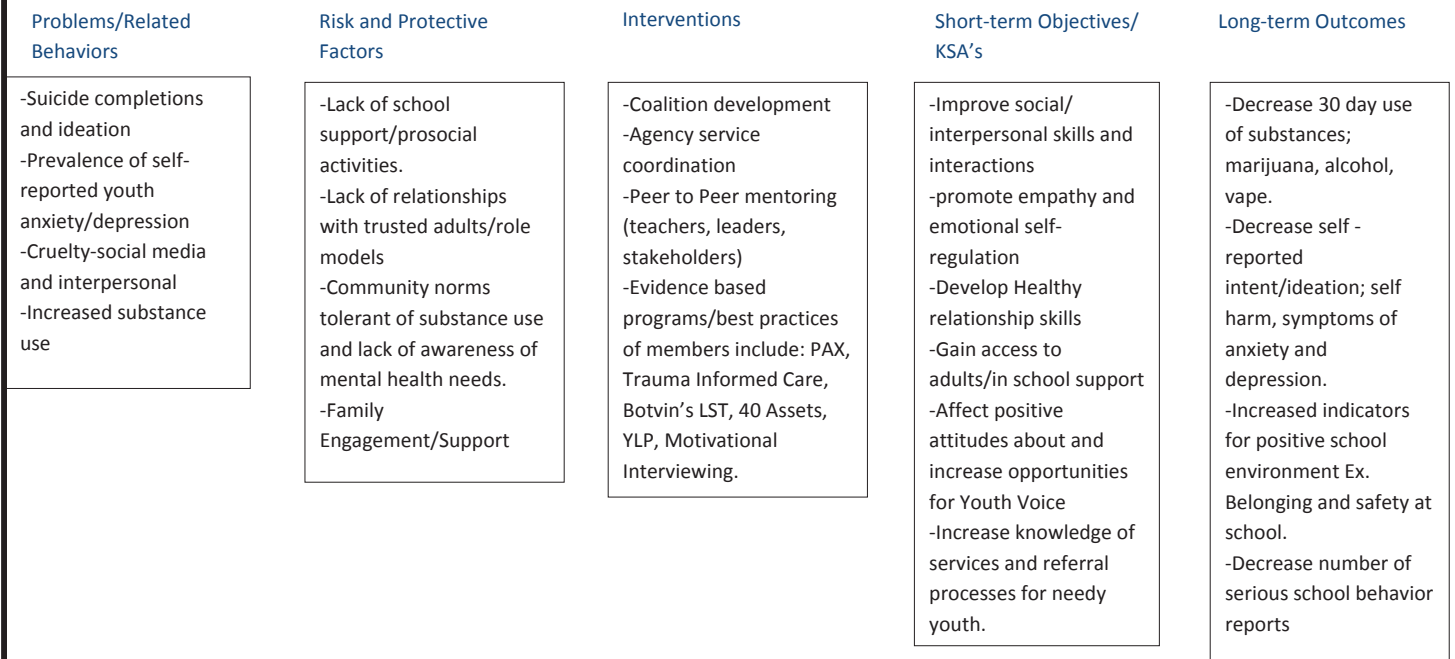 Problems/Related
Behaviors
-Suicide completions
and ideation
-Prevalence of self-
reported youth
anxiety/depression
-Cruelty-social media
and interpersonal
-Increased substance
use
Risk and Protective
Factors
-Lack of school
support/prosocial
activities.
-Lack of relationships
with trusted adults/role
models
-Community norms
tolerant of substance use
and lack of awareness of
mental health needs.
-Family
Engagement/Support
Interventions
-Coalition development
-Agency service
coordination
-Peer to Peer mentoring
(teachers, leaders,
stakeholders)
-Evidence based
programs/best practices
of members include: PAX,
Trauma Informed Care,
Botvin’s LST, 40 Assets,
YLP, Motivational
Interviewing.
Short-term Objectives/
KSA’s
-Improve social/
interpersonal skills and
interactions
-promote empathy and
emotional self-
regulation
-Develop Healthy
relationship skills
-Gain access to
adults/in school support
-Affect positive
attitudes about and
increase opportunities
for Youth Voice
-Increase knowledge of
services and referral
processes for needy
youth.
Long-term Outcomes
-Decrease 30 day use
of substances;
marijuana, alcohol,
vape.
-Decrease self -
reported
intent/ideation; self
harm, symptoms of
anxiety and
depression.
-Increased indicators
for positive school
environment Ex.
Belonging and safety at
school.
-Decrease number of
serious school behavior
reports